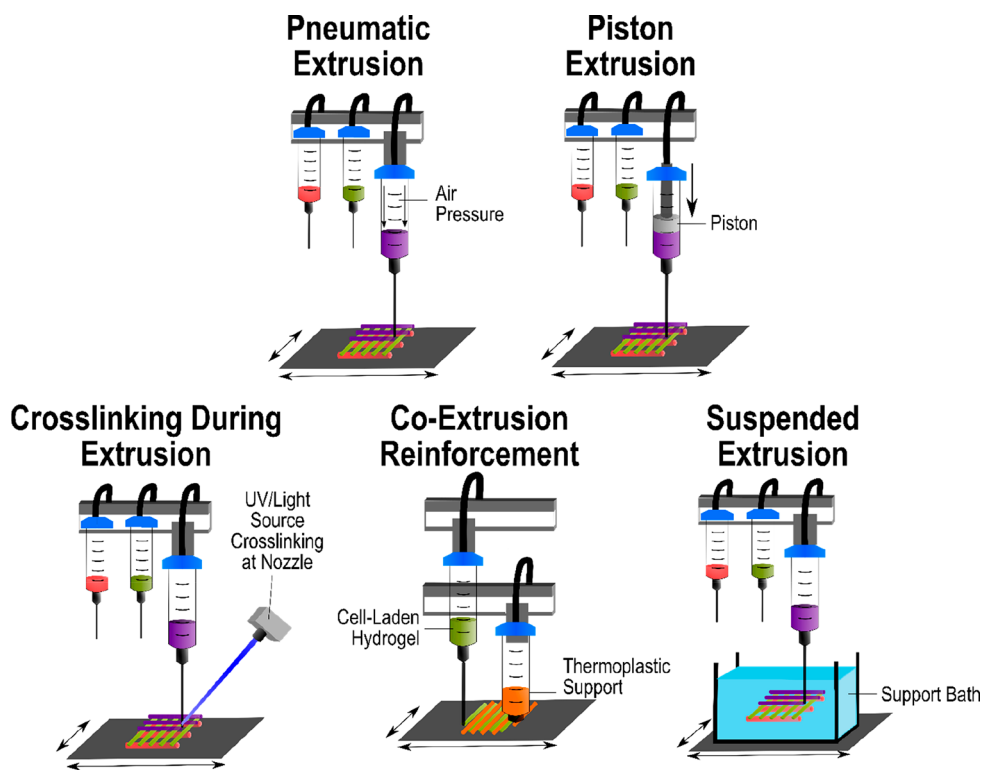 Pneumatic
Extrusion
Piston
Extrusion
Air
Pressure
Piston
Crosslinking During
Extrusion
Co-Extrusion
Reinforcement
Suspended
Extrusion
UV/Light
Source
Crosslinking
at Nozzle
Cell-Laden
Hydrogel
Thermoplastic
Support
Support Bath